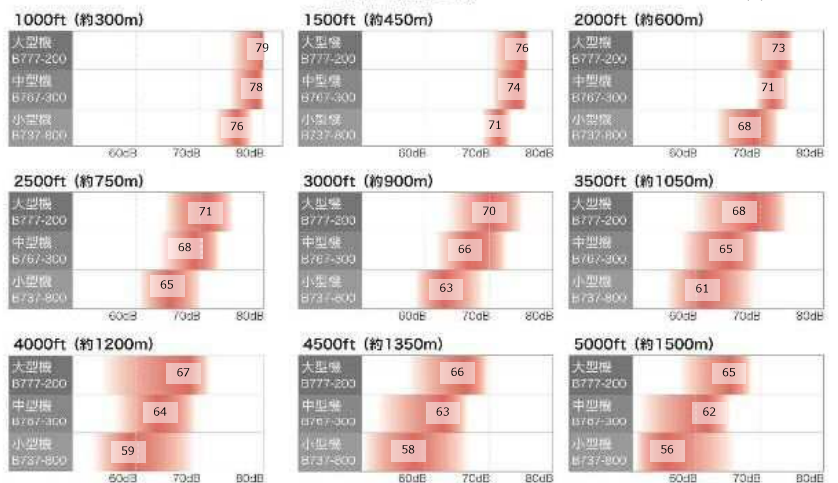 1000ft（約300m）
大型機
B777-200
79
中型機
B767-300
78
小型機
B737-800
76
60dB 70dB 80dB
1500ft（約450m）
大型機
B777-200
76
中型機
B767-300
74
小型機
B737-800
71
60dB 70dB 80dB
2000ft（約600m）
大型機
B777-200
73
中型機
B767-300
71
小型機
B737-800
68
60dB 70dB 80dB
2500ft（約750m）
大型機
B777-200
71
中型機
B767-300
68
小型機
B737-800
65
60dB 70dB 80dB
3000ft（約900m）
大型機
B777-200
70
中型機
B767-300
66
小型機
B737-800
63
60dB 70dB 80dB
3500ft（約1050m）
大型機
B777-200
68
中型機
B767-300
65
小型機
B737-800
61
60dB 70dB 80dB
4000ft（約1200m）
大型機
B777-200
67
中型機
B767-300
64
小型機
B737-800
59
60dB 70dB 80dB
4500ft（約1350m）
大型機
B777-200
66
中型機
B767-300
63
小型機
B737-800
58
60dB 70dB 80dB
5000ft（約1500m）
大型機
B777-200
65
中型機
B767-300
62
小型機
B737-800
56
60dB 70dB 80dB